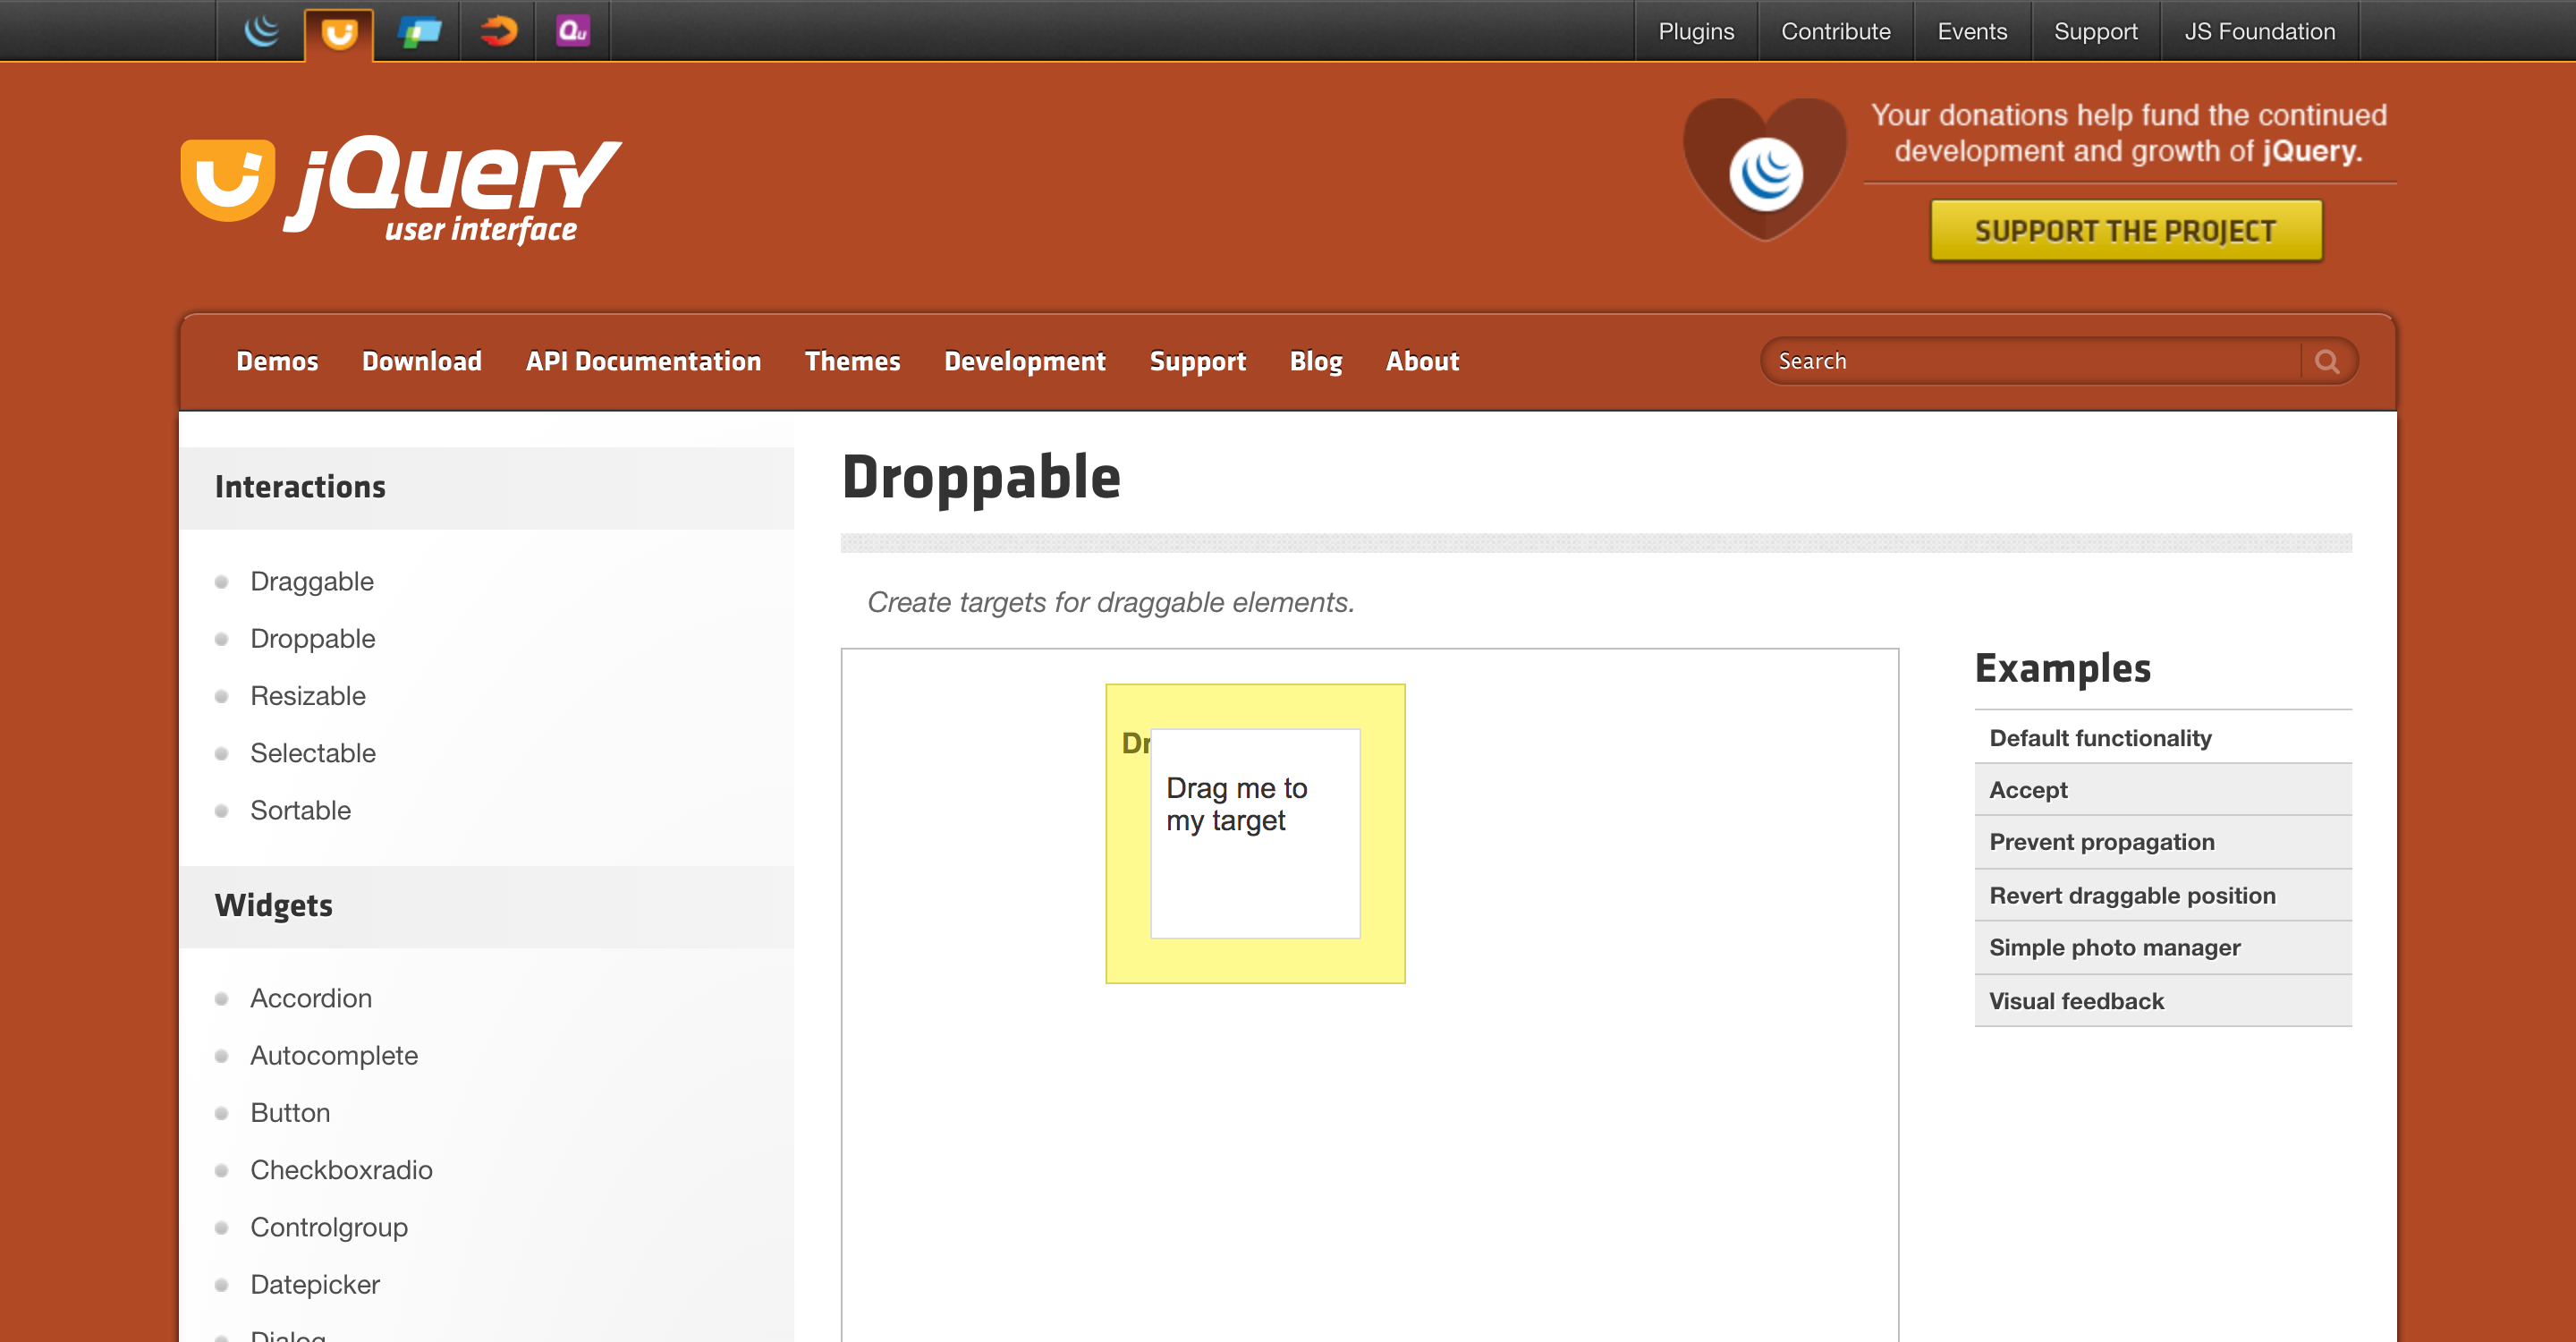 Qu
Plugins
Contribute
Events
Support
JS Foundation
jQuery
user interface
Your donations help fund the continued
development and growth of jQuery.
SUPPORT THE PROJECT
Demos
Download
API Documentation
Themes
Development
Support
Blog
About
Search
Interactions
Draggable
Droppable
Resizable
Selectable
Sortable
Widgets
Accordion
Autocomplete
Button
Checkboxradio
Controlgroup
Datepicker
Dialog
Droppable
Create targets for draggable elements.
Dr
Drag me to
my target
Examples
Default functionality
Accept
Prevent propagation
Revert draggable position
Simple photo manager
Visual feedback